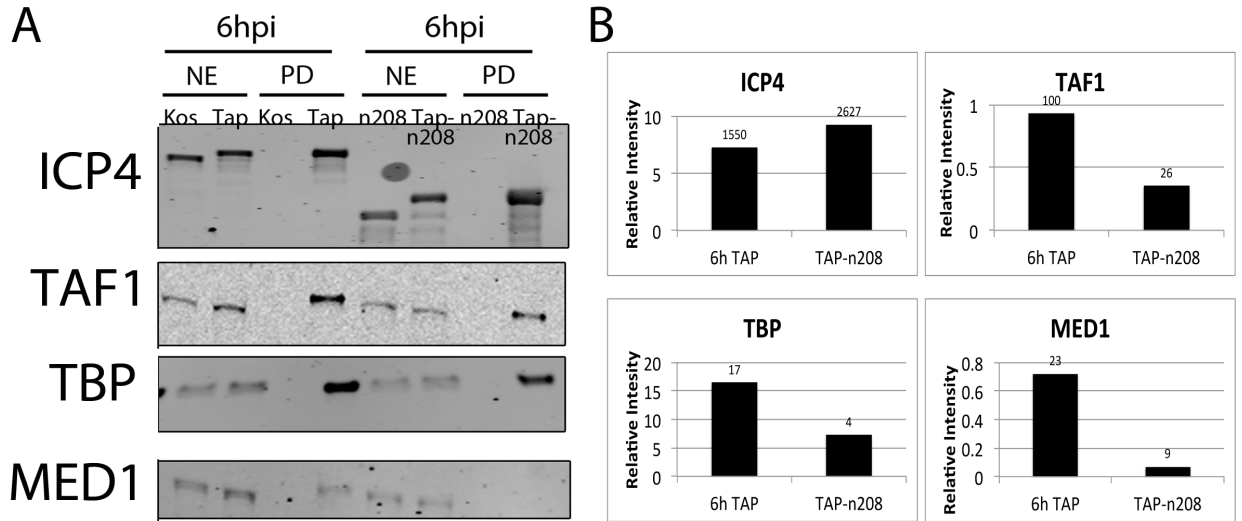 A
6hpi
6hpi
NE
PD
NE
PD
Kos
Tap
Kos
Tap
n208
Tap-
n208
n208
Tap-
n208
ICP4
TAF1
TBP
MED1
B
ICP4
Relative Intensity
10
5
0
1550
2627
6h TAP
TAP-n208
TAF1
Relative Intensity
1
0.5
0
100
26
6h TAP
TAP-n208
TBP
Relative Intesity
20
15
10
5
0
17
4
6h TAP
TAP-n208
MED1
Relative Intensity
0.8
0.6
0.4
0.2
0
23
9
6h TAP
TAP-n208